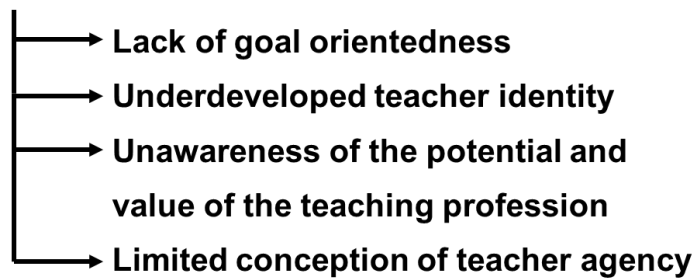 Lack of goal orientedness
Underdeveloped teacher identity
Unawareness of the potential and
value of the teaching profession
Limited conception of teacher agency